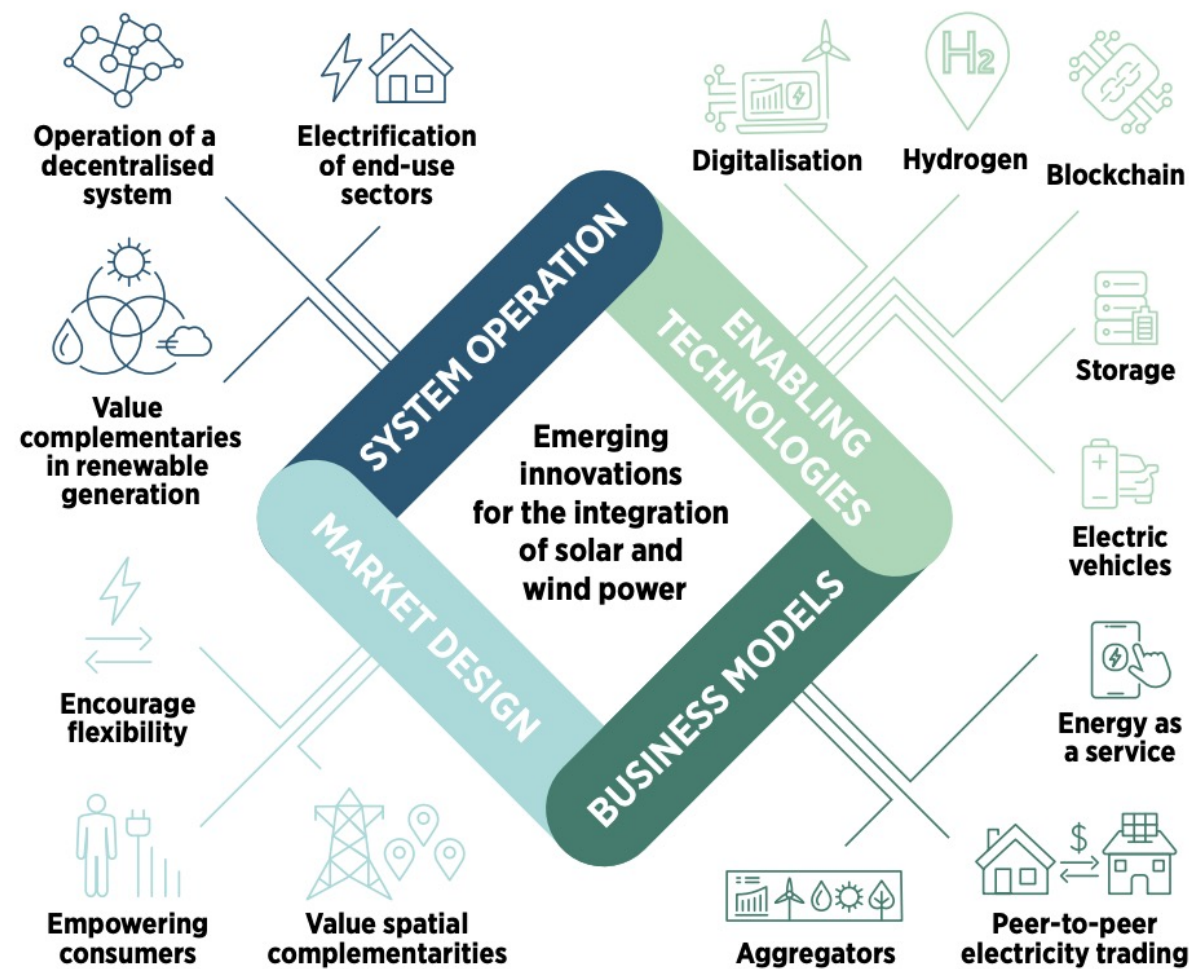 Operation of a
decentralised
system
Electrification
of end-use
sectors
Digitalisation
H2
Hydrogen
Blockchain
Value
complementaries
in renewable
generation
SYSTEM OPERATION
ENABLING
TECHNOLOGIES
Storage
Emerging
innovations
for the integration
of solar and
wind power
Electric
vehicles
MARKET DESIGN
BUSINESS MODELS
Encourage
flexibility
Energy as
a service
Empowering
consumers
Value spatial
complementarities
Aggregators
$
Peer-to-peer
electricity trading